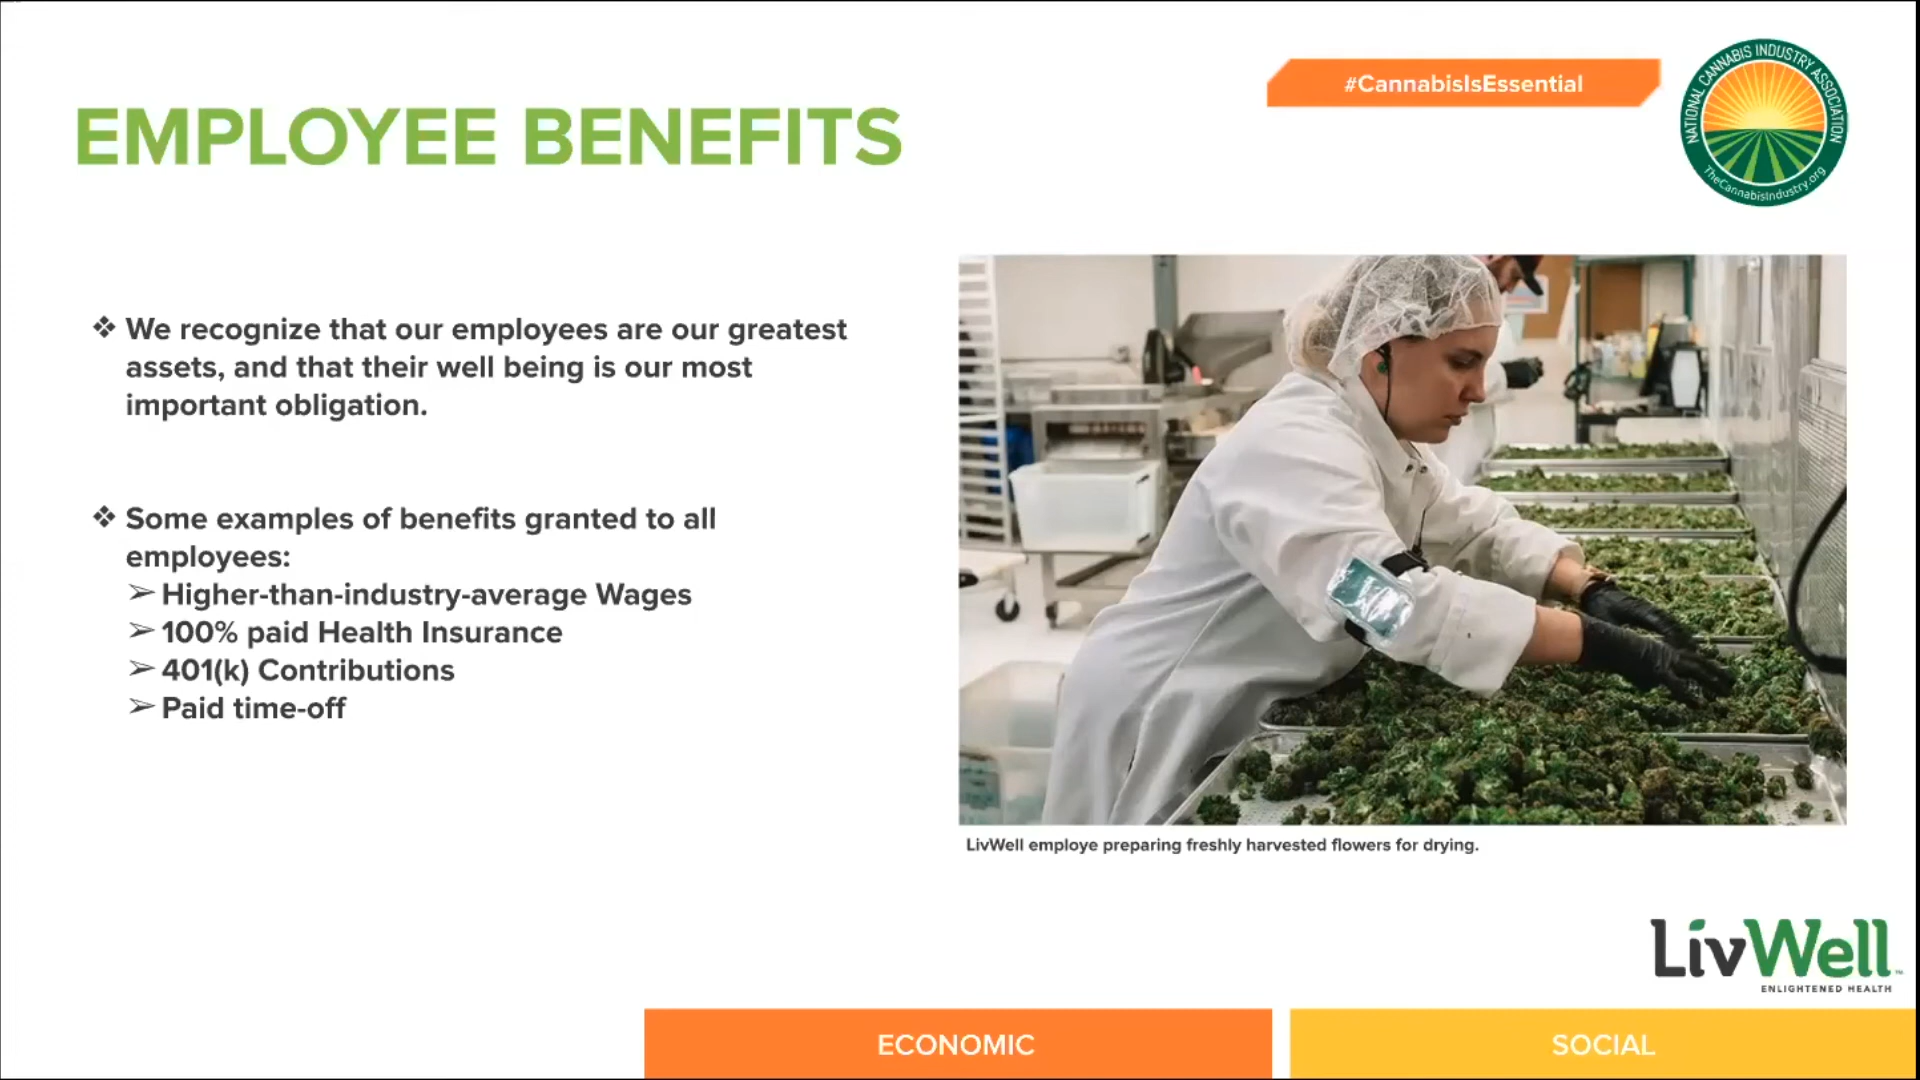 #CannabisIsEssential
NATIONAL CANNABIS INDUSTRY ASSOCIATION
TheCannabisIndustry.org
EMPLOYEE BENEFITS
❖ We recognize that our employees are our greatest
assets, and that their well being is our most
important obligation.
❖ Some examples of benefits granted to all
employees:
➢ Higher-than-industry-average Wages
➢ 100% paid Health Insurance
➢ 401(k) Contributions
➢ Paid time-off
LivWell employe preparing freshly harvested flowers for drying.
LivWell™
ENLIGHTENED HEALTH
ECONOMIC
SOCIAL